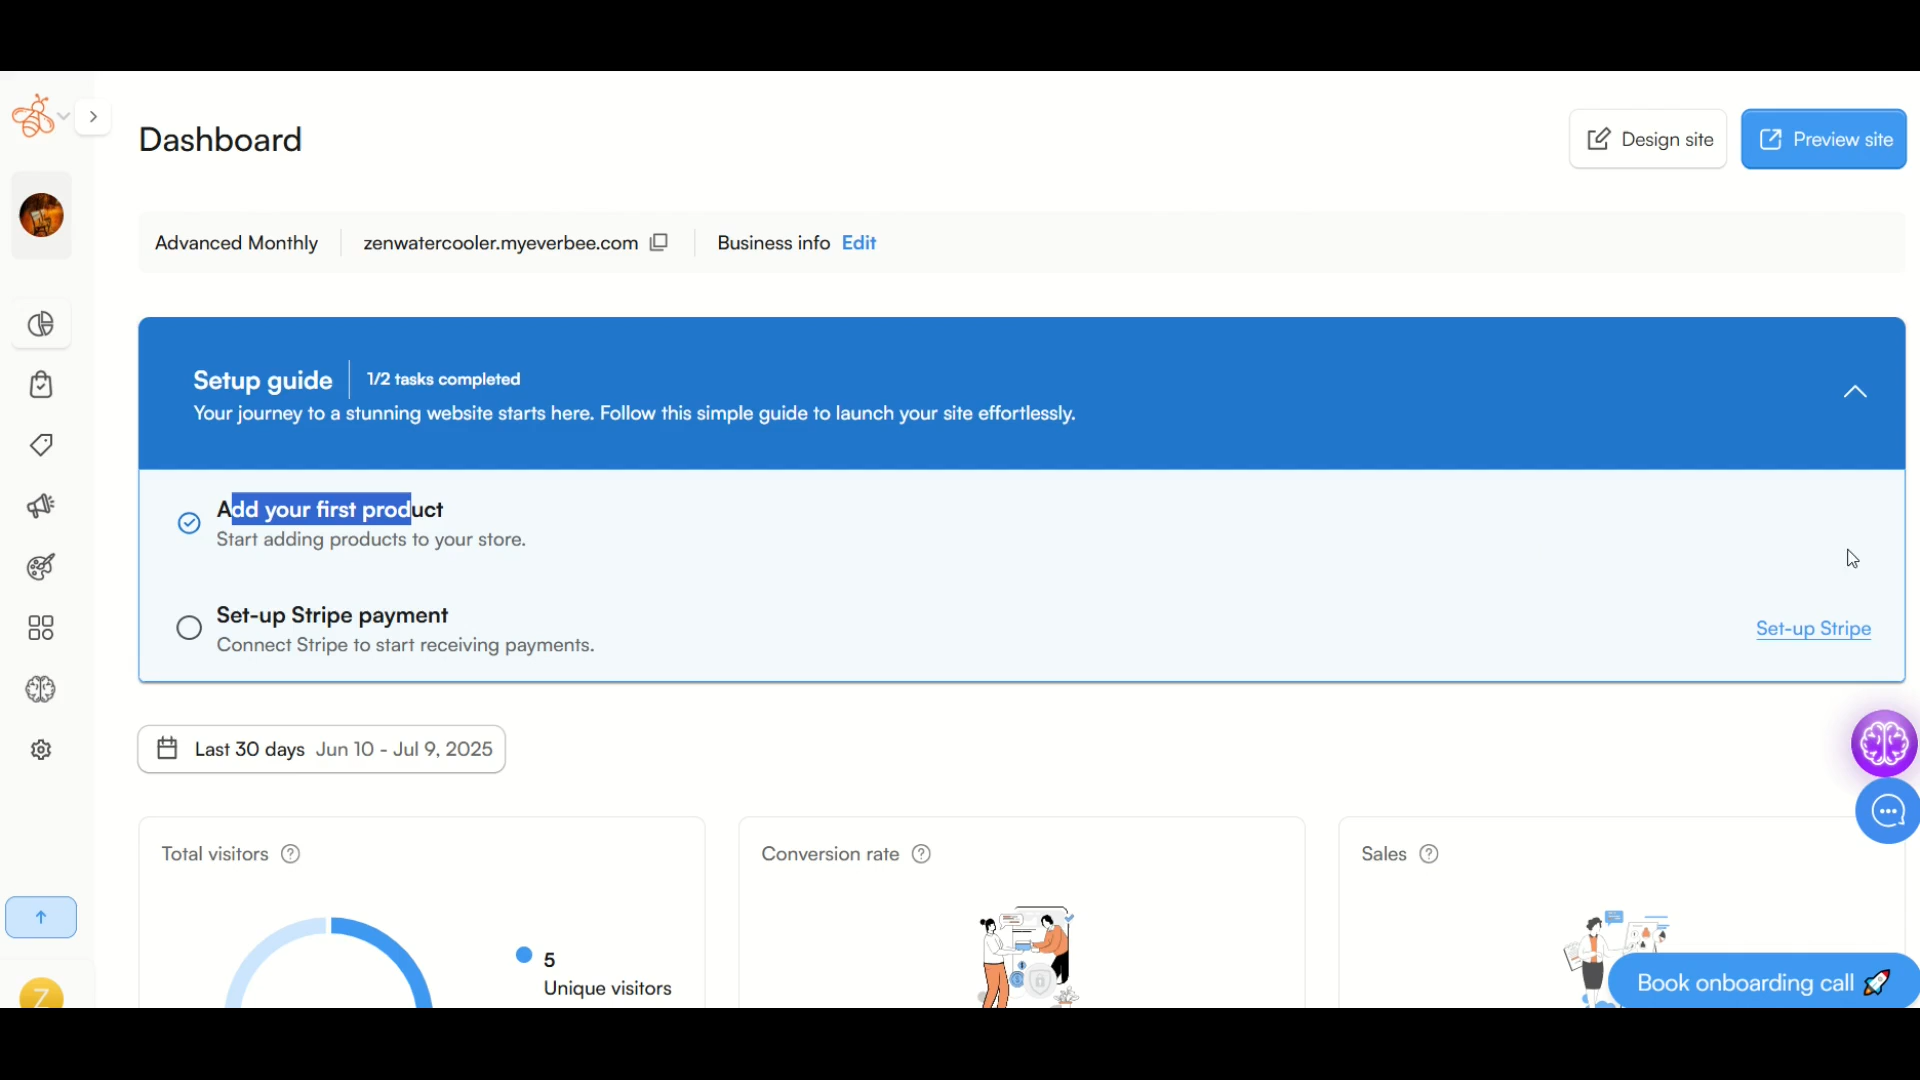 Dashboard
Design site
Preview site
Advanced Monthly
zenwatercooler.myeverbee.com
Business info Edit
Setup guide
1/2 tasks completed
Your journey to a stunning website starts here. Follow this simple guide to launch your site effortlessly.
Add your first product
Start adding products to your store.
Set-up Stripe payment
Connect Stripe to start receiving payments.
Set-up Stripe
Last 30 days Jun 10 - Jul 9, 2025
Total visitors
Conversion rate
Sales
5
Unique visitors
Book onboarding call 🚀
Z